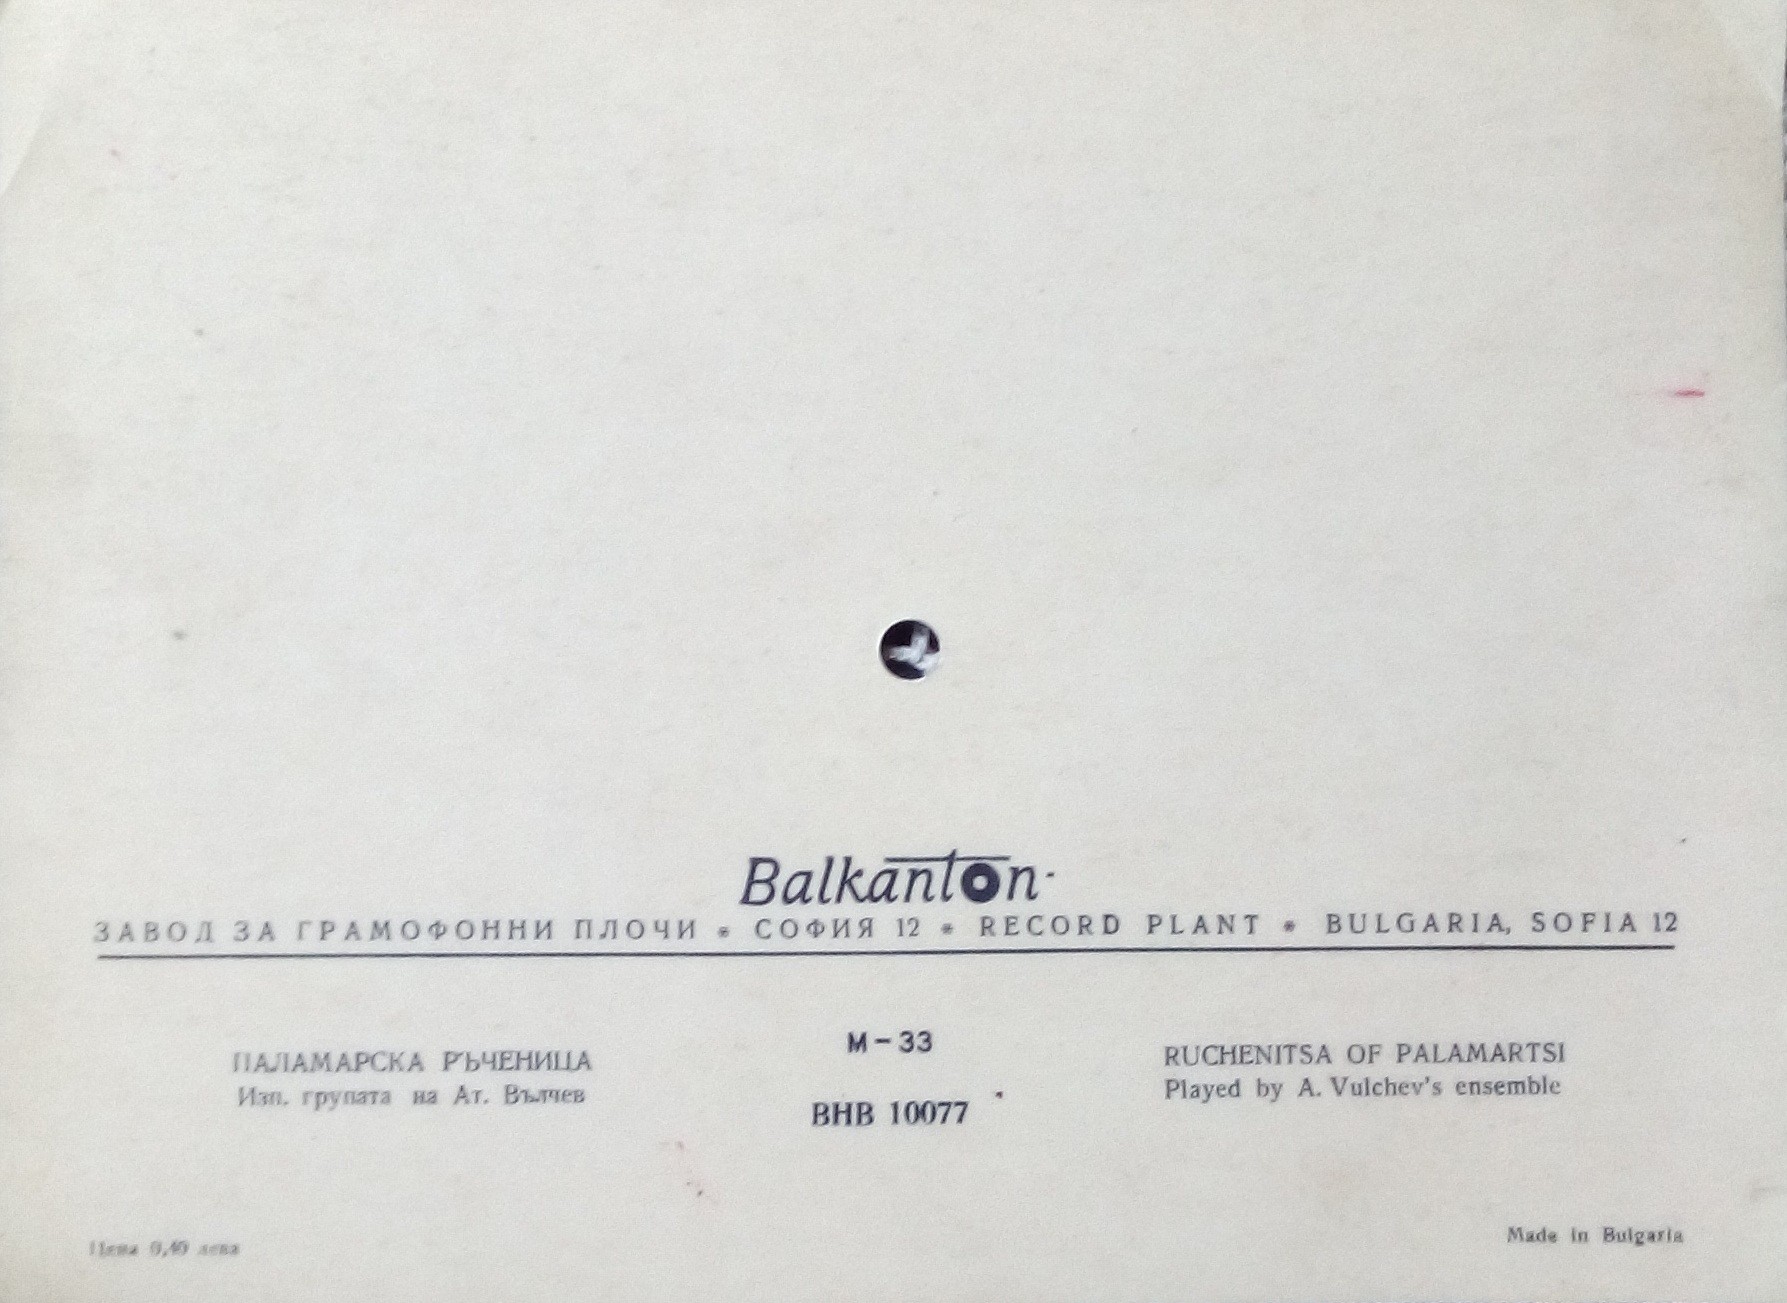 Balkanton
ЗАВОД ЗА ГРАМОФОННИ ПЛОЧИ * СОФИЯ 12 * RECORD PLANT * BULGARIA, SOFIA 12
ПАЛАМАРСКА РЪЧЕНИЦА
Изп. групата на Ат. Вълчев
М-33
ВНВ 10077
RUCHENITSA OF PALAMARTSI
Played by A. Vulchev's ensemble
Цена 0,40 лева
Made in Bulgaria